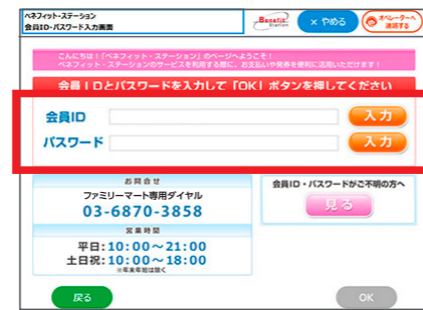 ベネフィット・ステーション
会員ID・パスワード入力画面
Benefit Station
× やめる
オペレーターへ
連絡する
こんにちは！「ベネフィット・ステーション」のページへようこそ！
ベネフィット・ステーションのサービスを利用する際に、お支払いや発券を便利に活用いただけます！
会員IDとパスワードを入力して「OK」ボタンを押してください
会員ID
入力
パスワード
入力
お問合せ
ファミリーマート専用ダイヤル
03-6870-3858
営業時間
平日:10:00～21:00
土日祝:10:00～18:00
※年末年始は除く
会員ID・パスワードがご不明の方へ
見る
戻る
OK